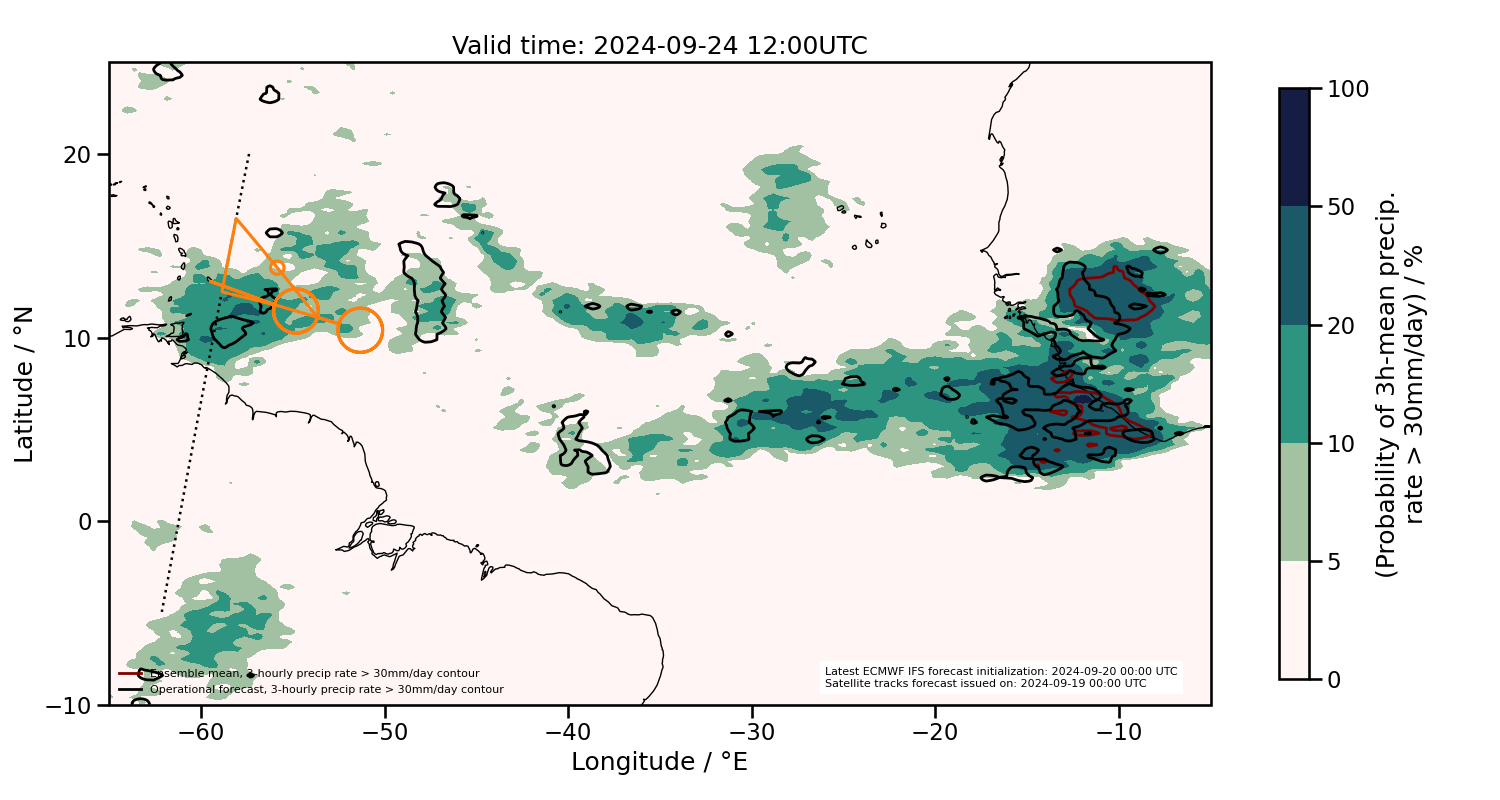 Valid time: 2024-09-24 12:00UTC
20
10
0
−10
Latitude / °N
−60
−50
−40
−30
−20
−10
Longitude / °E
Ensemble mean, 3-hourly precip rate > 30mm/day contour
Operational forecast, 3-hourly precip rate > 30mm/day contour
Latest ECMWF IFS forecast initialization: 2024-09-20 00:00 UTC
Satellite tracks forecast issued on: 2024-09-19 00:00 UTC
100
50
20
10
5
0
(Probability of 3h-mean precip.
rate > 30mm/day) / %